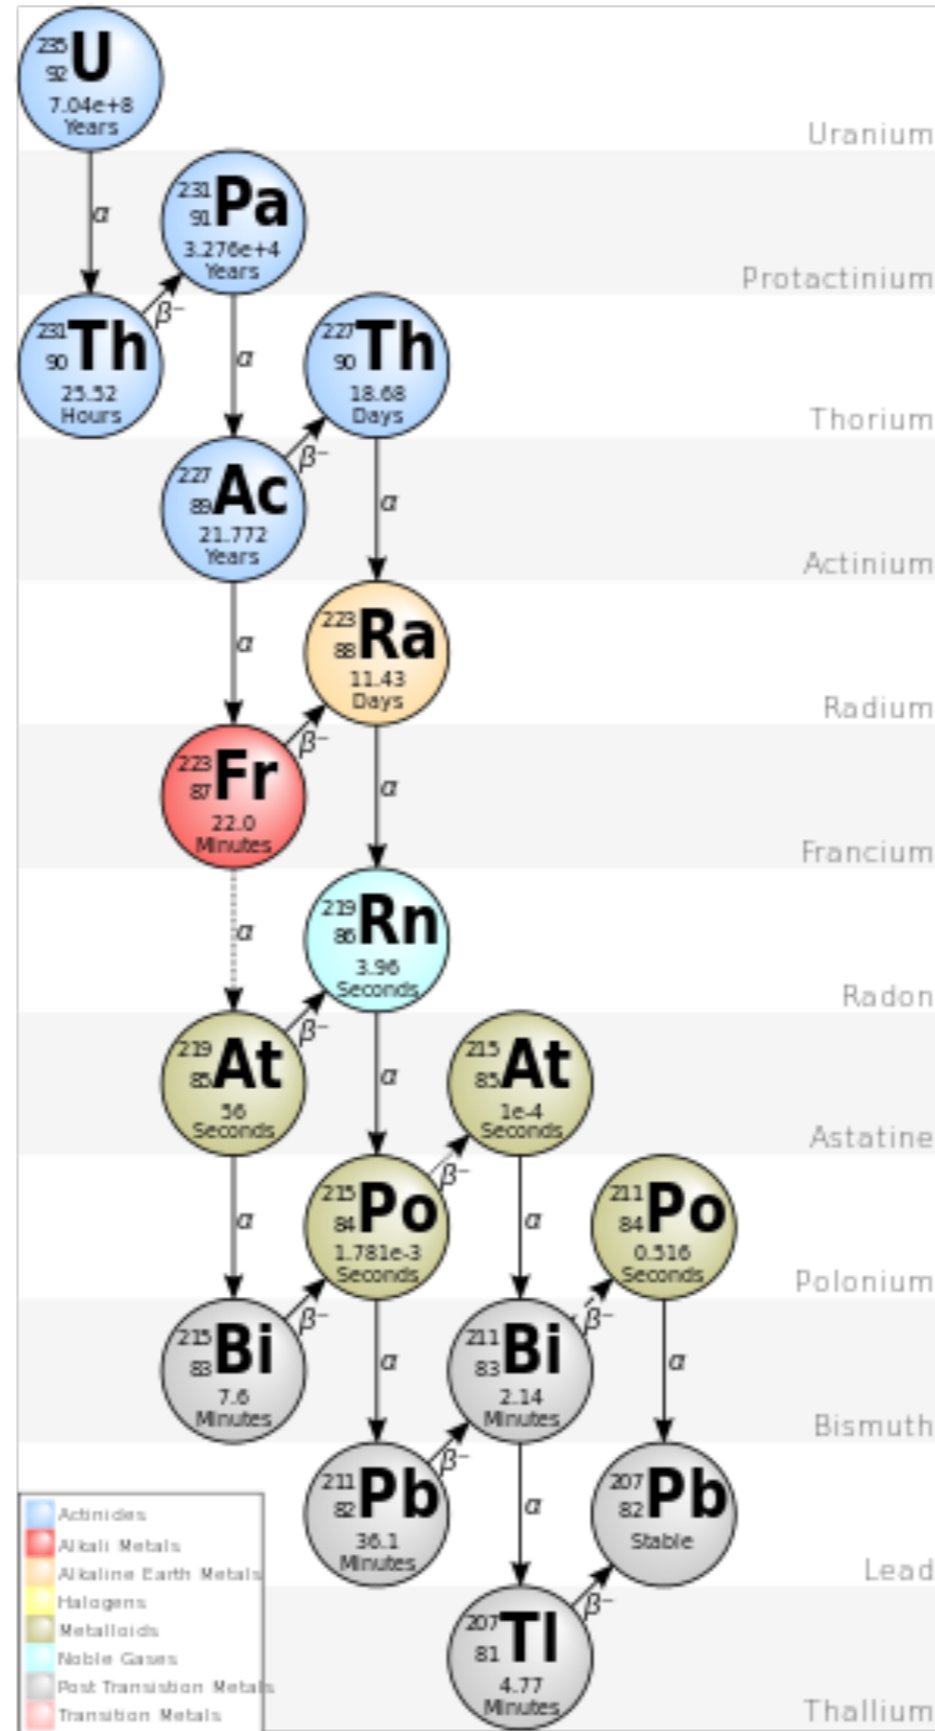 235
92
U
7.04e+8
Years
Uranium
α
231
91
Pa
3.276e+4
Years
Protactinium
β⁻
231
90
Th
25.52
Hours
α
227
90
Th
18.68
Days
Thorium
β⁻
227
89
Ac
21.772
Years
α
Actinium
α
223
88
Ra
11.43
Days
Radium
β⁻
223
87
Fr
22.0
Minutes
α
Francium
α
219
86
Rn
3.96
Seconds
Radon
β⁻
219
85
At
56
Seconds
α
215
85
At
1e-4
Seconds
Astatine
β⁻
α
215
84
Po
1.781e-3
Seconds
α
211
84
Po
0.516
Seconds
Polonium
β⁻
β⁻
215
83
Bi
7.6
Minutes
α
211
83
Bi
2.14
Minutes
α
Bismuth
β⁻
211
82
Pb
36.1
Minutes
α
207
82
Pb
Stable
Lead
β⁻
207
81
Tl
4.77
Minutes
Thallium
Actinides
Alkali Metals
Alkaline Earth Metals
Halogens
Metalloids
Noble Gases
Post Transistion Metals
Transition Metals